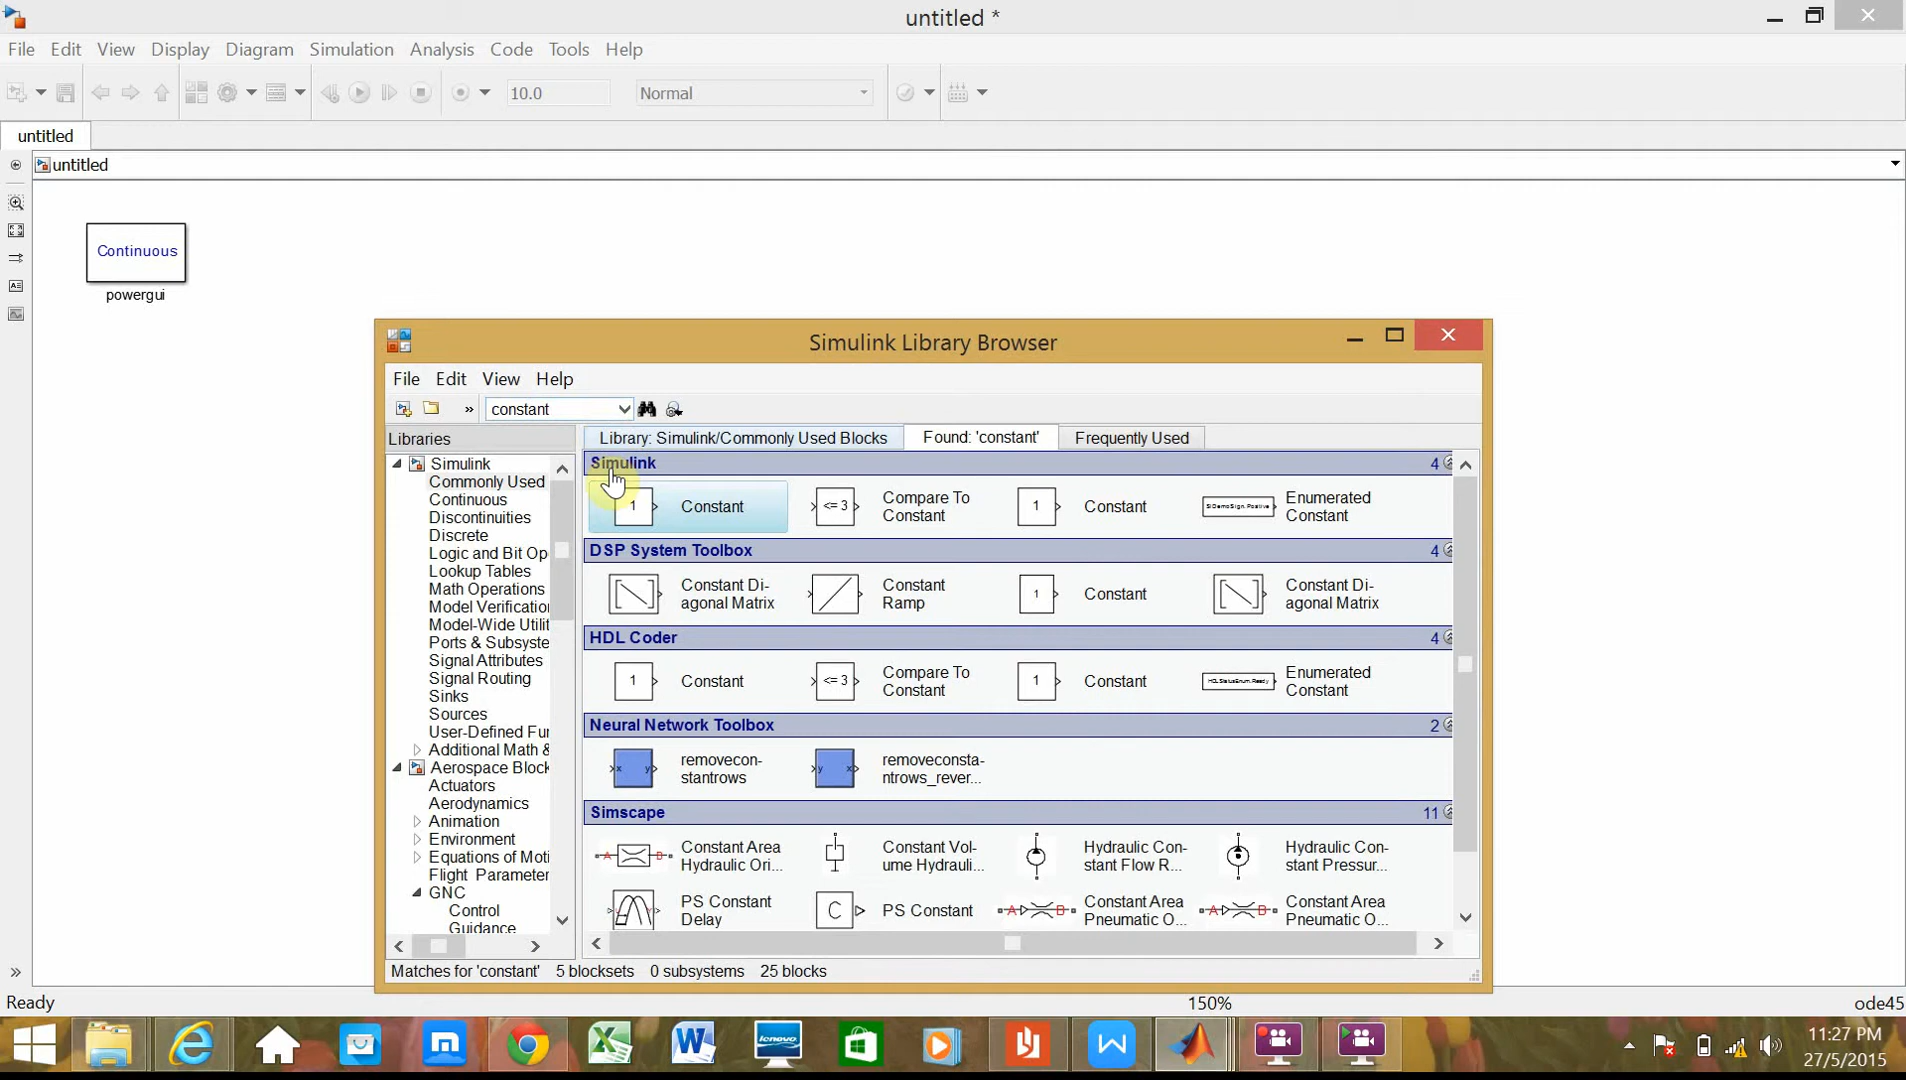 untitled *
File Edit View Display Diagram Simulation Analysis Code Tools Help
10.0 Normal
untitled
untitled
Continuous
powergui
Simulink Library Browser
File Edit View Help
» constant
Libraries
Library: Simulink/Commonly Used Blocks Found: 'constant' Frequently Used
Simulink
Commonly Used
Continuous
Discontinuities
Discrete
Logic and Bit Op
Lookup Tables
Math Operations
Model Verificatio
Model-Wide Utilit
Ports & Subsyste
Signal Attributes
Signal Routing
Sinks
Sources
User-Defined Fu
Additional Math &
Aerospace Block
Actuators
Aerodynamics
Animation
Environment
Equations of Moti
Flight Parameter
GNC
Control
Guidance
Simulink 4
1 Constant
<= 3 Compare To
Constant
1 Constant
Enumerated
Constant
DSP System Toolbox 4
Constant Di-
agonal Matrix
Constant
Ramp
1 Constant
Constant Di-
agonal Matrix
HDL Coder 4
1 Constant
<= 3 Compare To
Constant
1 Constant
Enumerated
Constant
Neural Network Toolbox 2
x y removecon-
stantrows
y x removeconsta-
ntrows_rever...
Simscape 11
A B Constant Area
Hydraulic Ori...
Constant Vol-
ume Hydrauli...
Hydraulic Con-
stant Flow R...
Hydraulic Con-
stant Pressur...
PS Constant
Delay
C PS Constant
A B Constant Area
Pneumatic O...
A B Constant Area
Pneumatic O...
Matches for 'constant' 5 blocksets 0 subsystems 25 blocks
»
Ready 150% ode45
lenovo
11:27 PM
27/5/2015